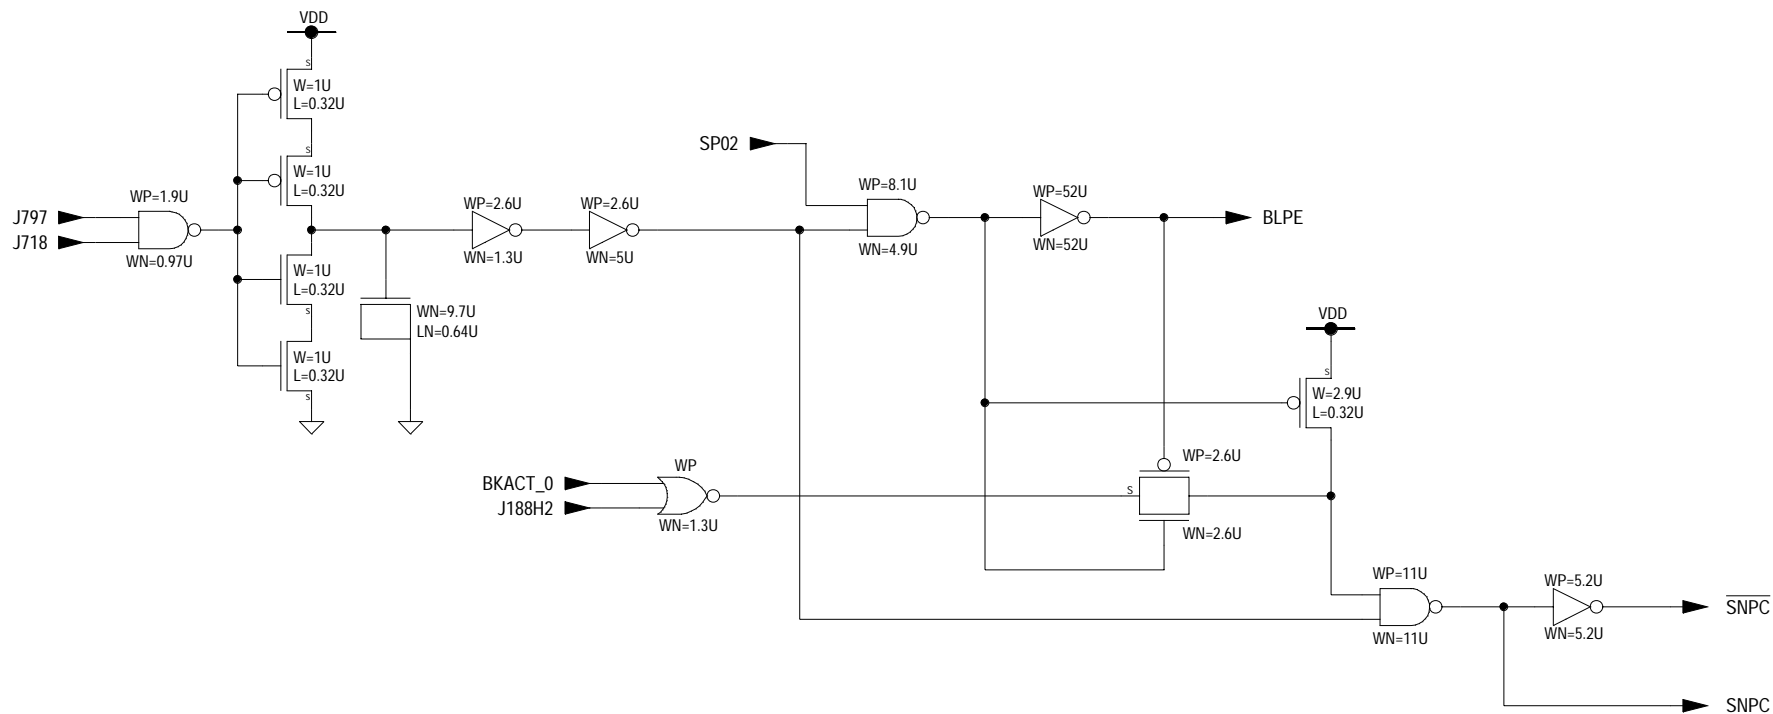 VDD
s
W=1U
L=0.32U
s
W=1U
L=0.32U
SP02
WP=1.9U
J797
J718
WN=0.97U
WP=2.6U
WN=1.3U
WP=2.6U
WN=5U
WP=8.1U
WN=4.9U
WP=52U
WN=52U
BLPE
W=1U
L=0.32U
s
W=1U
L=0.32U
s
WN=9.7U
LN=0.64U
VDD
s
W=2.9U
L=0.32U
BKACT_0
J188H2
WP
WN=1.3U
WP=2.6U
s
WN=2.6U
WP=11U
WN=11U
WP=5.2U
WN=5.2U
SNPC
SNPC